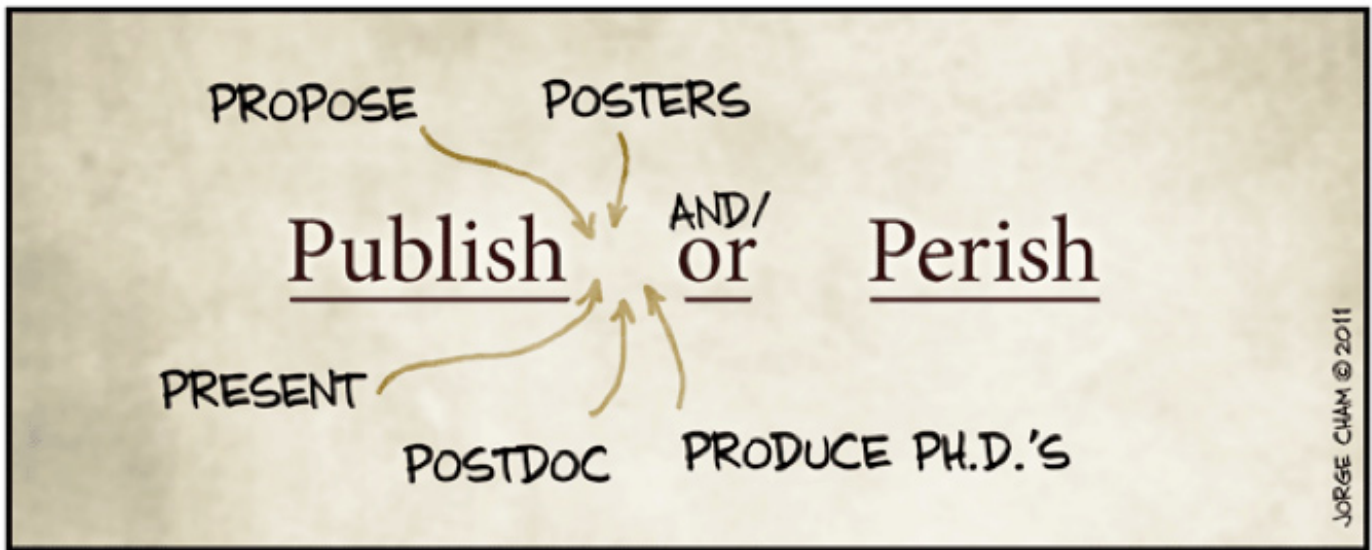 PROPOSE POSTERS
AND/
Publish or Perish
PRESENT
POSTDOC PRODUCE PH.D.'S
JORGE CHAM © 2011